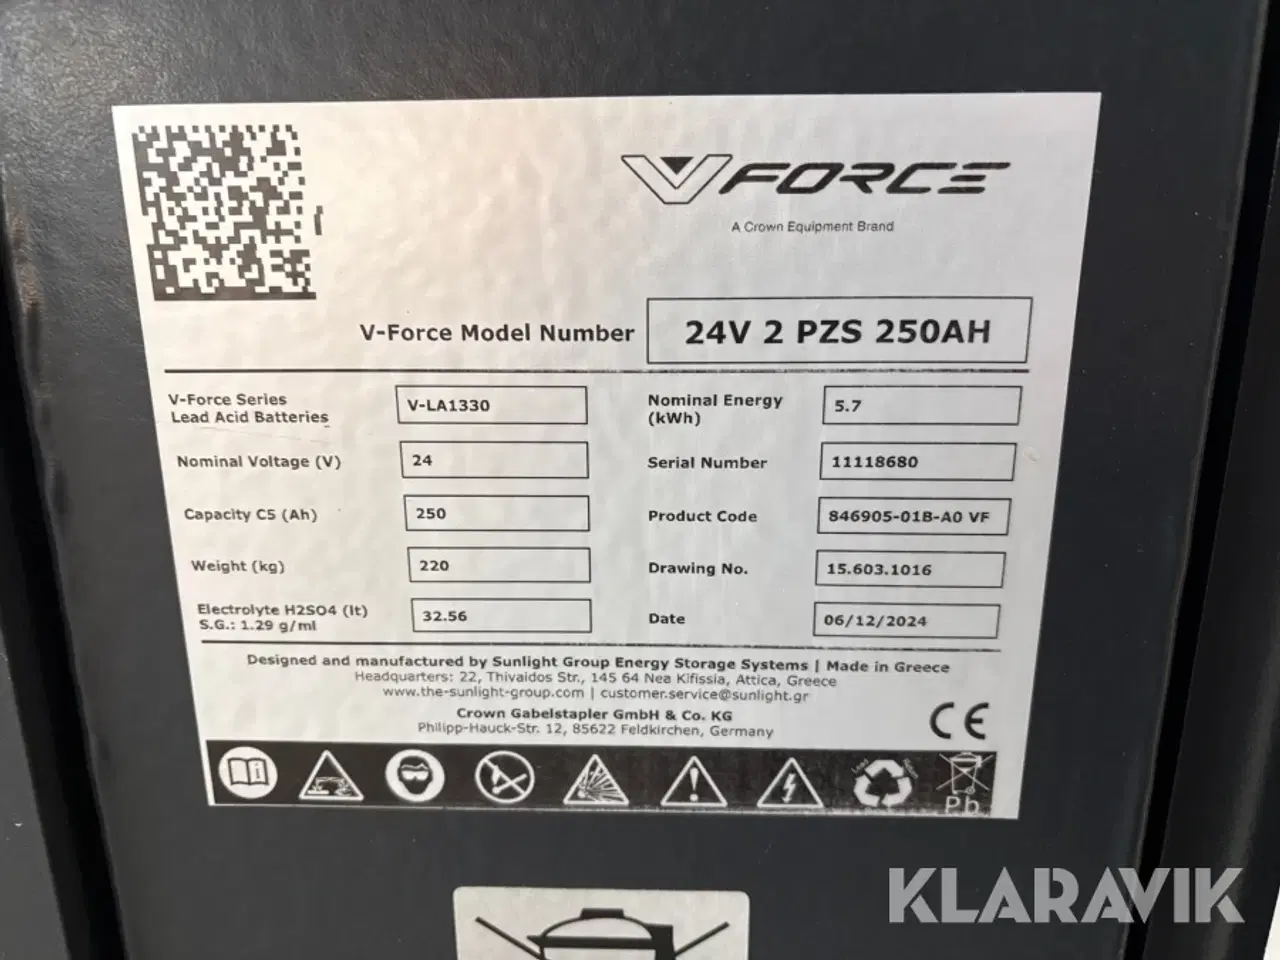 V FORCE
A Crown Equipment Brand
V-Force Model Number 24V 2 PZS 250AH
V-Force Series
Lead Acid Batteries V-LA1330
Nominal Energy
(kWh) 5.7
Nominal Voltage (V) 24
Serial Number 11118680
Capacity C5 (Ah) 250
Product Code 846905-01B-A0 VF
Weight (kg) 220
Drawing No. 15.603.1016
Electrolyte H2SO4 (lt)
S.G.: 1.29 g/ml 32.56
Date 06/12/2024
Designed and manufactured by Sunlight Group Energy Storage Systems | Made in Greece
Headquarters: 22, Thivaidos Str., 145 64 Nea Kifissia, Attica, Greece
www.the-sunlight-group.com | customer.service@sunlight.gr
Crown Gabelstapler GmbH & Co. KG
Philipp-Hauck-Str. 12, 85622 Feldkirchen, Germany
CE
Pb
KLARAVIK